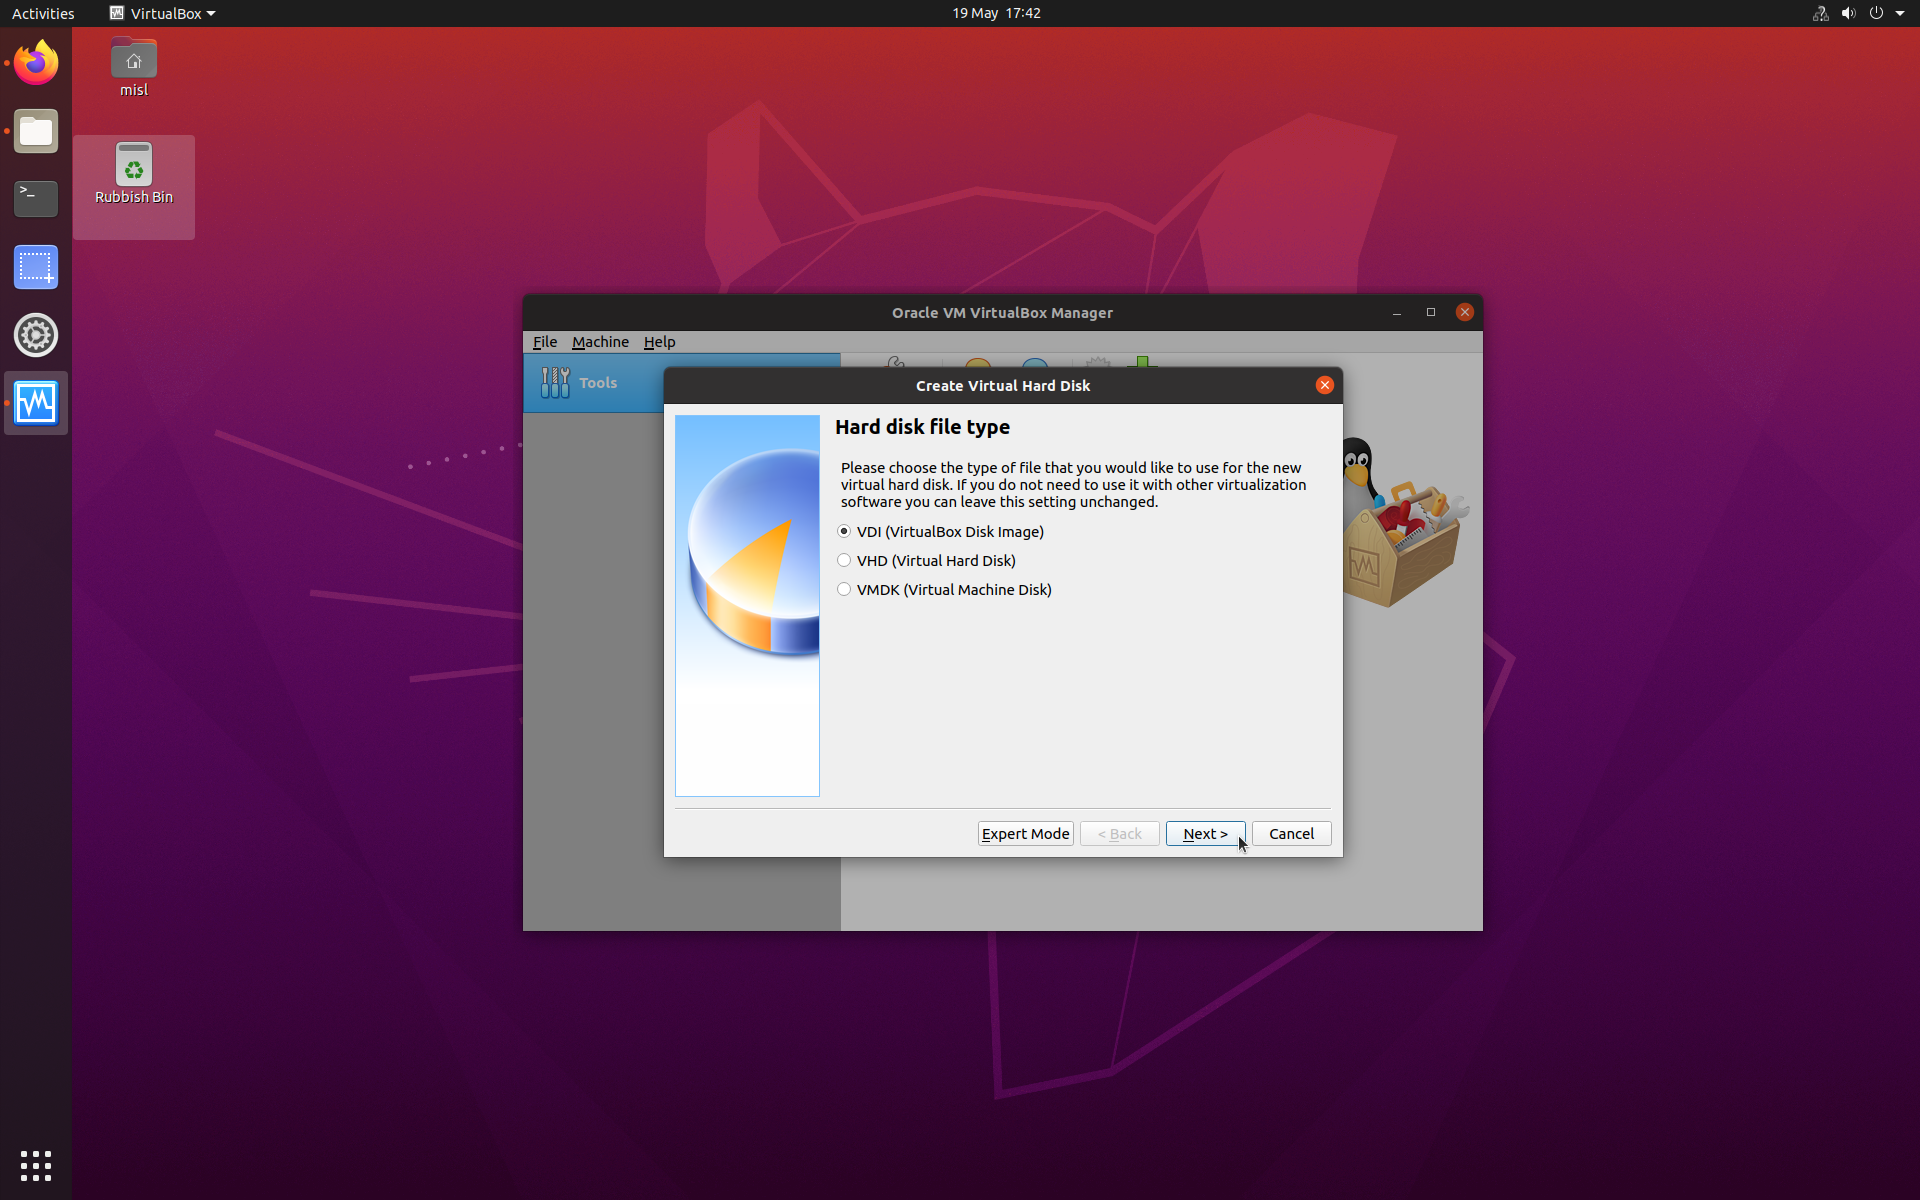 Activities
VirtualBox
19 May 17:42
misl
Rubbish Bin
>_
Oracle VM VirtualBox Manager
File Machine Help
Tools
Create Virtual Hard Disk
Hard disk file type
Please choose the type of file that you would like to use for the new
virtual hard disk. If you do not need to use it with other virtualization
software you can leave this setting unchanged.
VDI (VirtualBox Disk Image)
VHD (Virtual Hard Disk)
VMDK (Virtual Machine Disk)
Expert Mode
< Back
Next >
Cancel